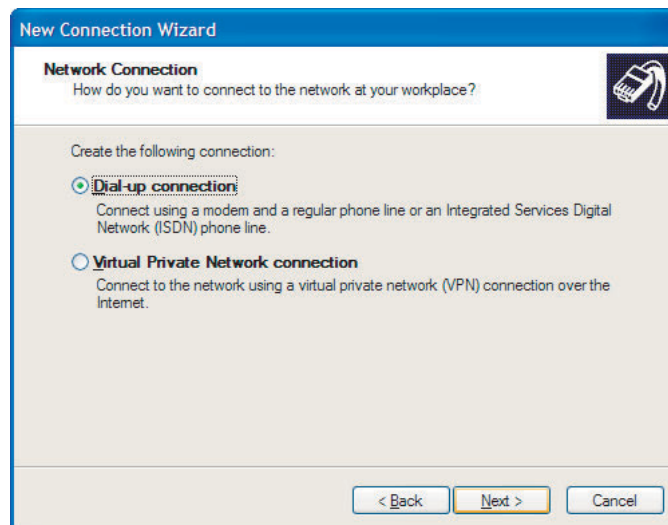 New Connection Wizard
Network Connection
How do you want to connect to the network at your workplace?
Create the following connection:
Dial-up connection
Connect using a modem and a regular phone line or an Integrated Services Digital
Network (ISDN) phone line.
Virtual Private Network connection
Connect to the network using a virtual private network (VPN) connection over the
Internet.
< Back
Next >
Cancel